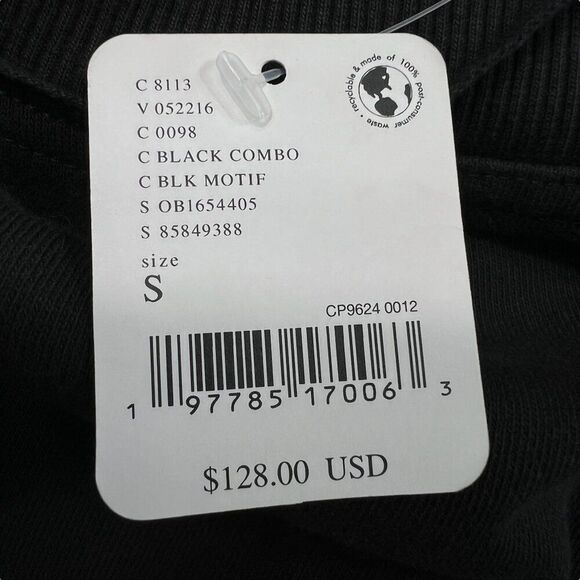 C 8113
V 052216
C 0098
C BLACK COMBO
C BLK MOTIF
S OB1654405
S 85849388
size
S
recyclable & made of 100% post-consumer waste •
CP9624 0012
1 97785 17006 3
$128.00 USD